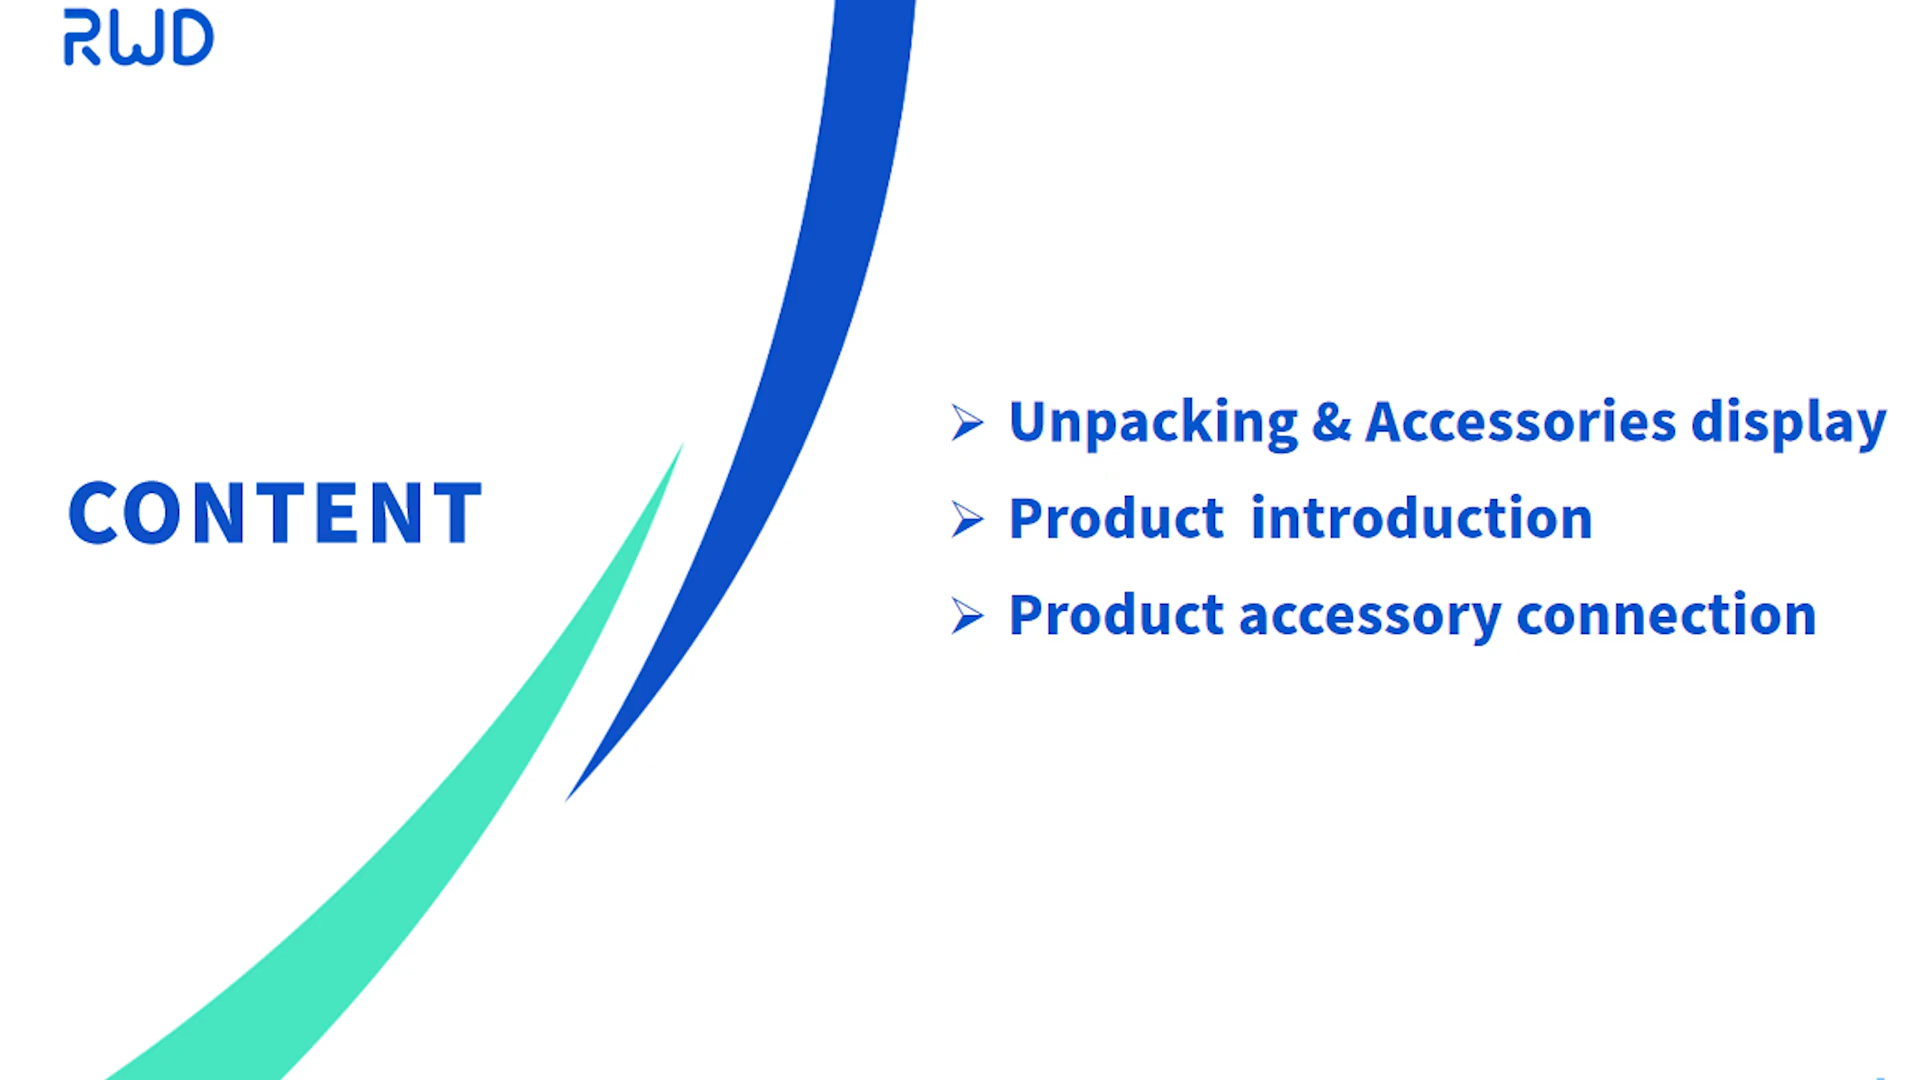 RWD
CONTENT
Unpacking & Accessories display
Product introduction
Product accessory connection